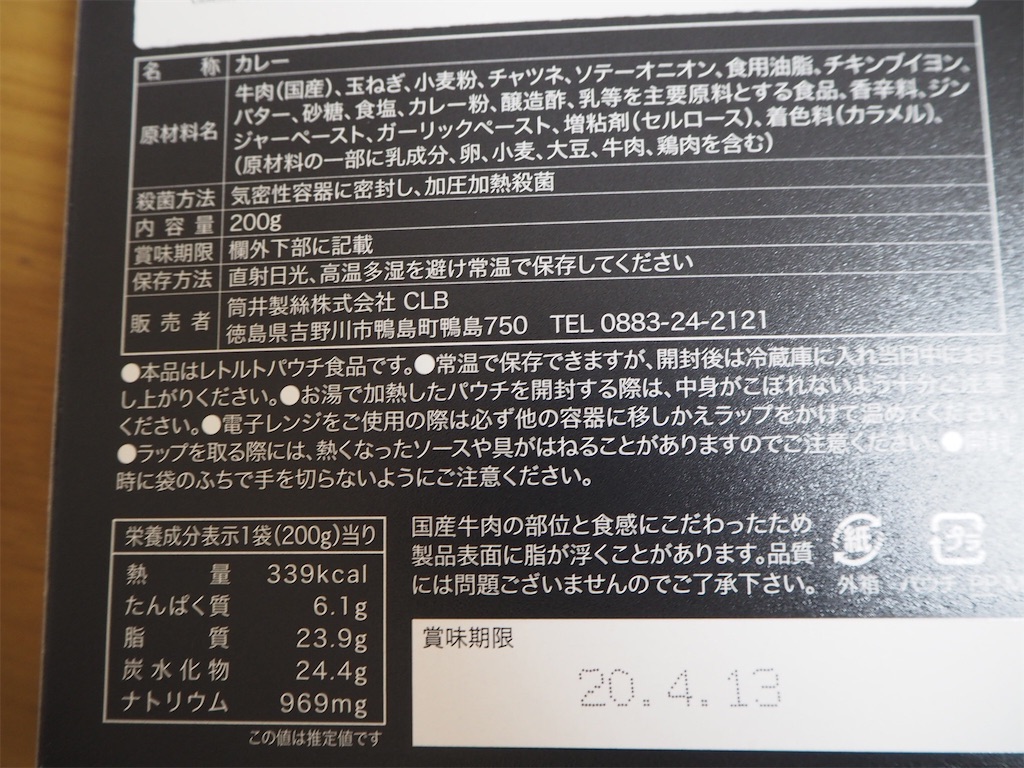 名称 カレー
原材料名 牛肉(国産)、玉ねぎ、小麦粉、チャツネ、ソテーオニオン、食用油脂、チキンブイヨン、
バター、砂糖、食塩、カレー粉、醸造酢、乳等を主要原料とする食品、香辛料、ジン
ジャーペースト、ガーリックペースト、増粘剤(セルロース)、着色料(カラメル)、
(原材料の一部に乳成分、卵、小麦、大豆、牛肉、鶏肉を含む)
殺菌方法 気密性容器に密封し、加圧加熱殺菌
内容量 200g
賞味期限 欄外下部に記載
保存方法 直射日光、高温多湿を避け常温で保存してください
販売者 筒井製絲株式会社 CLB
徳島県吉野川市鴨島町鴨島750 TEL 0883-24-2121
●本品はレトルトパウチ食品です。●常温で保存できますが、開封後は冷蔵庫に入れ当日中に
し上がりください。●お湯で加熱したパウチを開封する際は、中身がこぼれないよう十分
ください。●電子レンジをご使用の際は必ず他の容器に移しかえラップをかけて温めてください
●ラップを取る際には、熱くなったソースや具がはねることがありますのでご注意ください。●
時に袋のふちで手を切らないようにご注意ください。
栄養成分表示1袋(200g)当り
熱量 339kcal
たんぱく質 6.1g
脂質 23.9g
炭水化物 24.4g
ナトリウム 969mg
この値は推定値です
国産牛肉の部位と食感にこだわったため
製品表面に脂が浮くことがあります。品質
には問題ございませんのでご了承下さい。
紙
プラ
外箱
賞味期限
20.4.13